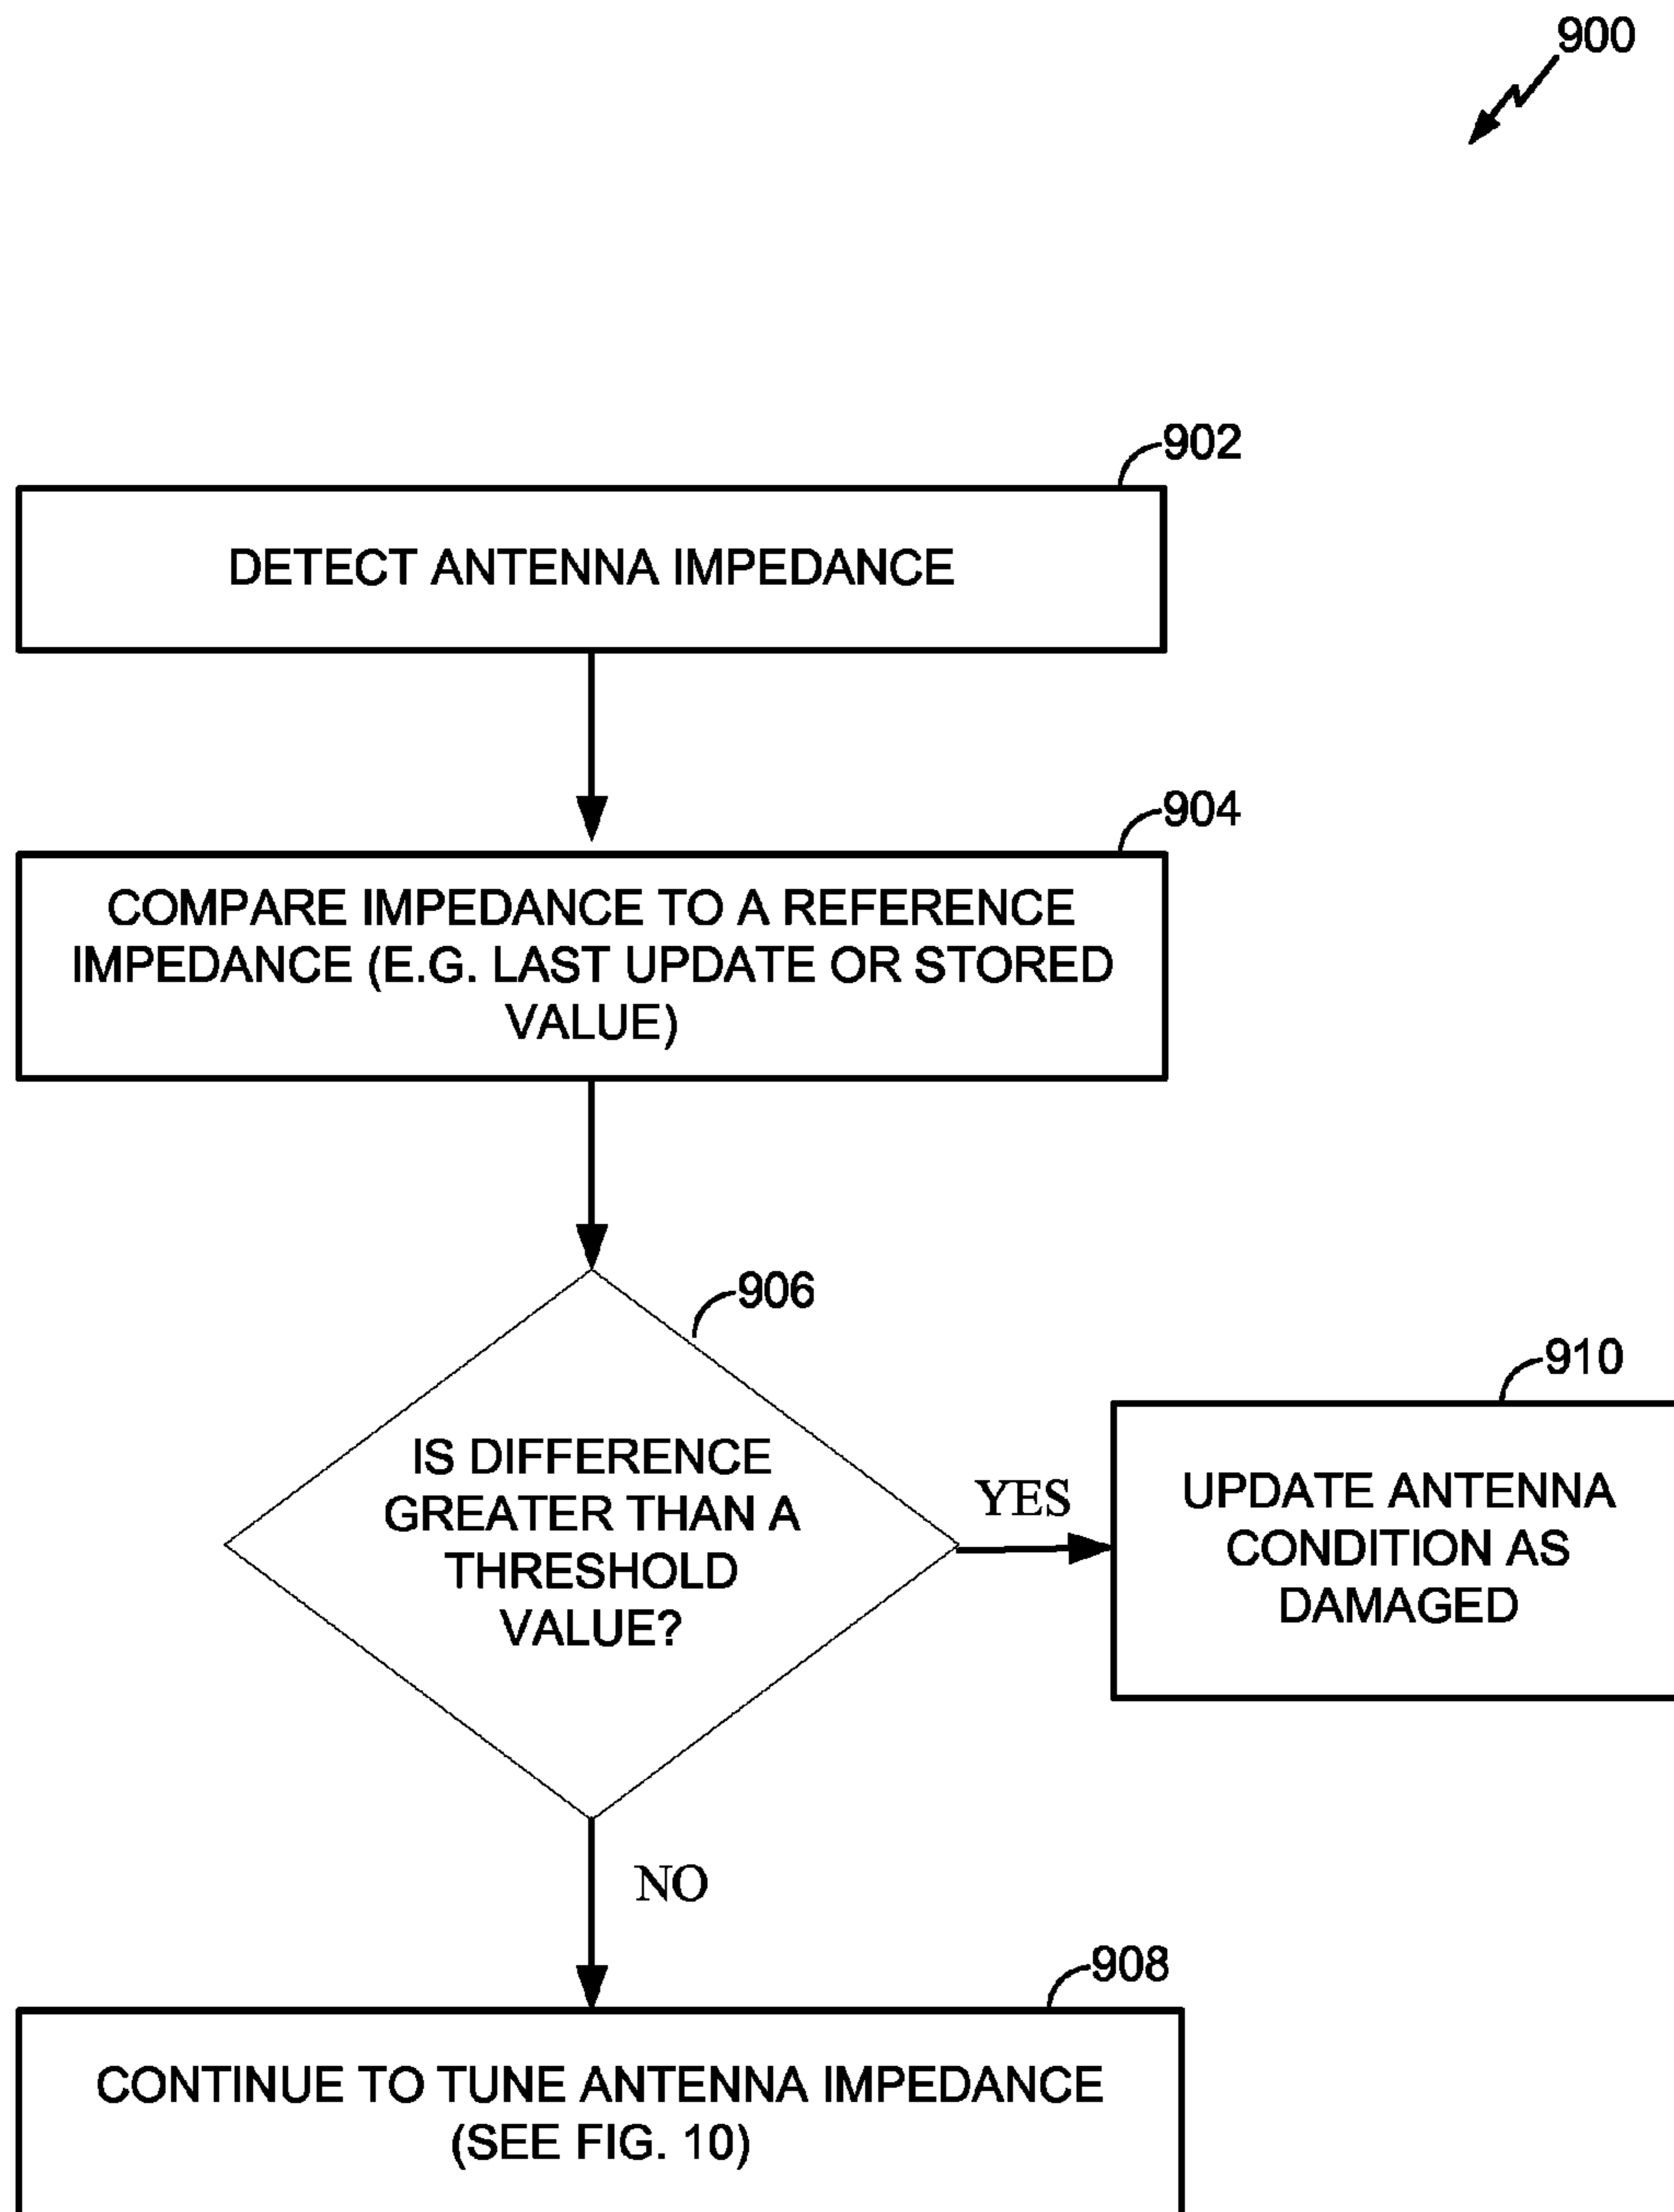 900
902
DETECT ANTENNA IMPEDANCE
904
COMPARE IMPEDANCE TO A REFERENCE
IMPEDANCE (E.G. LAST UPDATE OR STORED
VALUE)
906
IS DIFFERENCE
GREATER THAN A
THRESHOLD
VALUE?
YES
910
UPDATE ANTENNA
CONDITION AS
DAMAGED
NO
908
CONTINUE TO TUNE ANTENNA IMPEDANCE
(SEE FIG. 10)